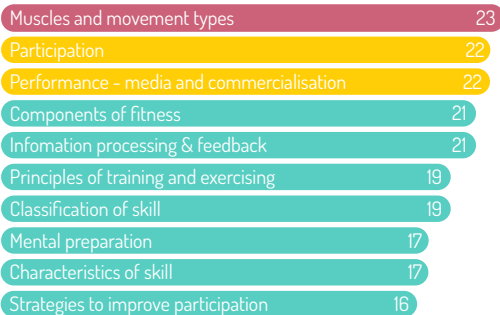 Muscles and movement types 23
Participation 22
Performance - media and commercialisation 22
Components of fitness 21
Infomation processing & feedback 21
Principles of training and exercising 19
Classification of skill 19
Mental preparation 17
Characteristics of skill 17
Strategies to improve participation 16